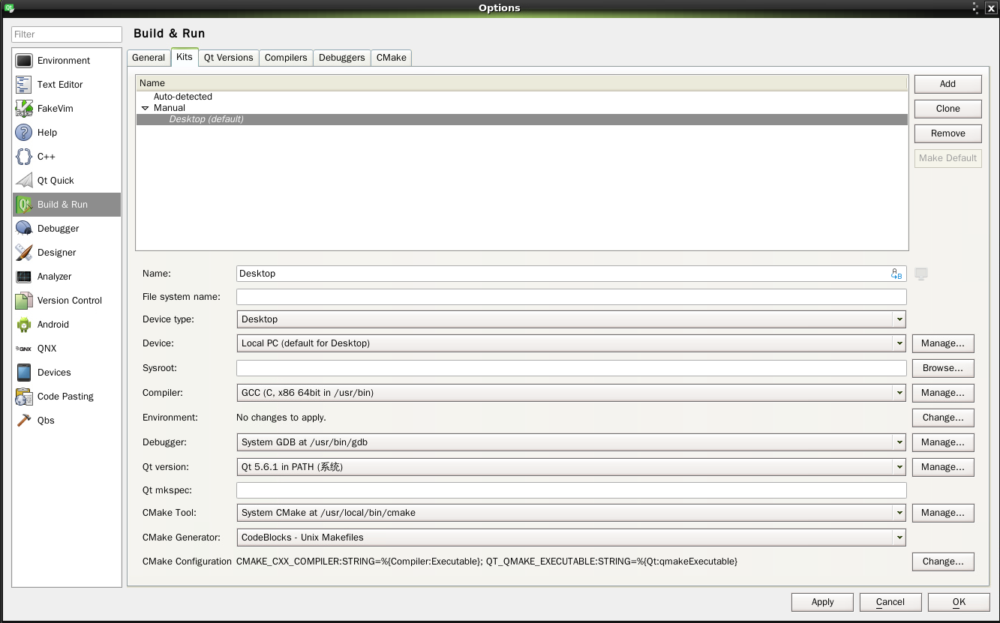 Options
Filter
Build & Run
Environment
Text Editor
FakeVim
Help
C++
Qt Quick
Build & Run
Debugger
Designer
Analyzer
Version Control
Android
QNX
Devices
Code Pasting
Qbs
General Kits Qt Versions Compilers Debuggers CMake
Name
Auto-detected
Manual
Desktop (default)
Add
Clone
Remove
Make Default
Name: Desktop
File system name:
Device type: Desktop
Device: Local PC (default for Desktop) Manage...
Sysroot: Browse...
Compiler: GCC (C, x86 64bit in /usr/bin) Manage...
Environment: No changes to apply. Change...
Debugger: System GDB at /usr/bin/gdb Manage...
Qt version: Qt 5.6.1 in PATH (系统) Manage...
Qt mkspec:
CMake Tool: System CMake at /usr/local/bin/cmake Manage...
CMake Generator: CodeBlocks - Unix Makefiles
CMake Configuration CMAKE_CXX_COMPILER:STRING=%{Compiler:Executable}; QT_QMAKE_EXECUTABLE:STRING=%{Qt:qmakeExecutable} Change...
Apply Cancel OK